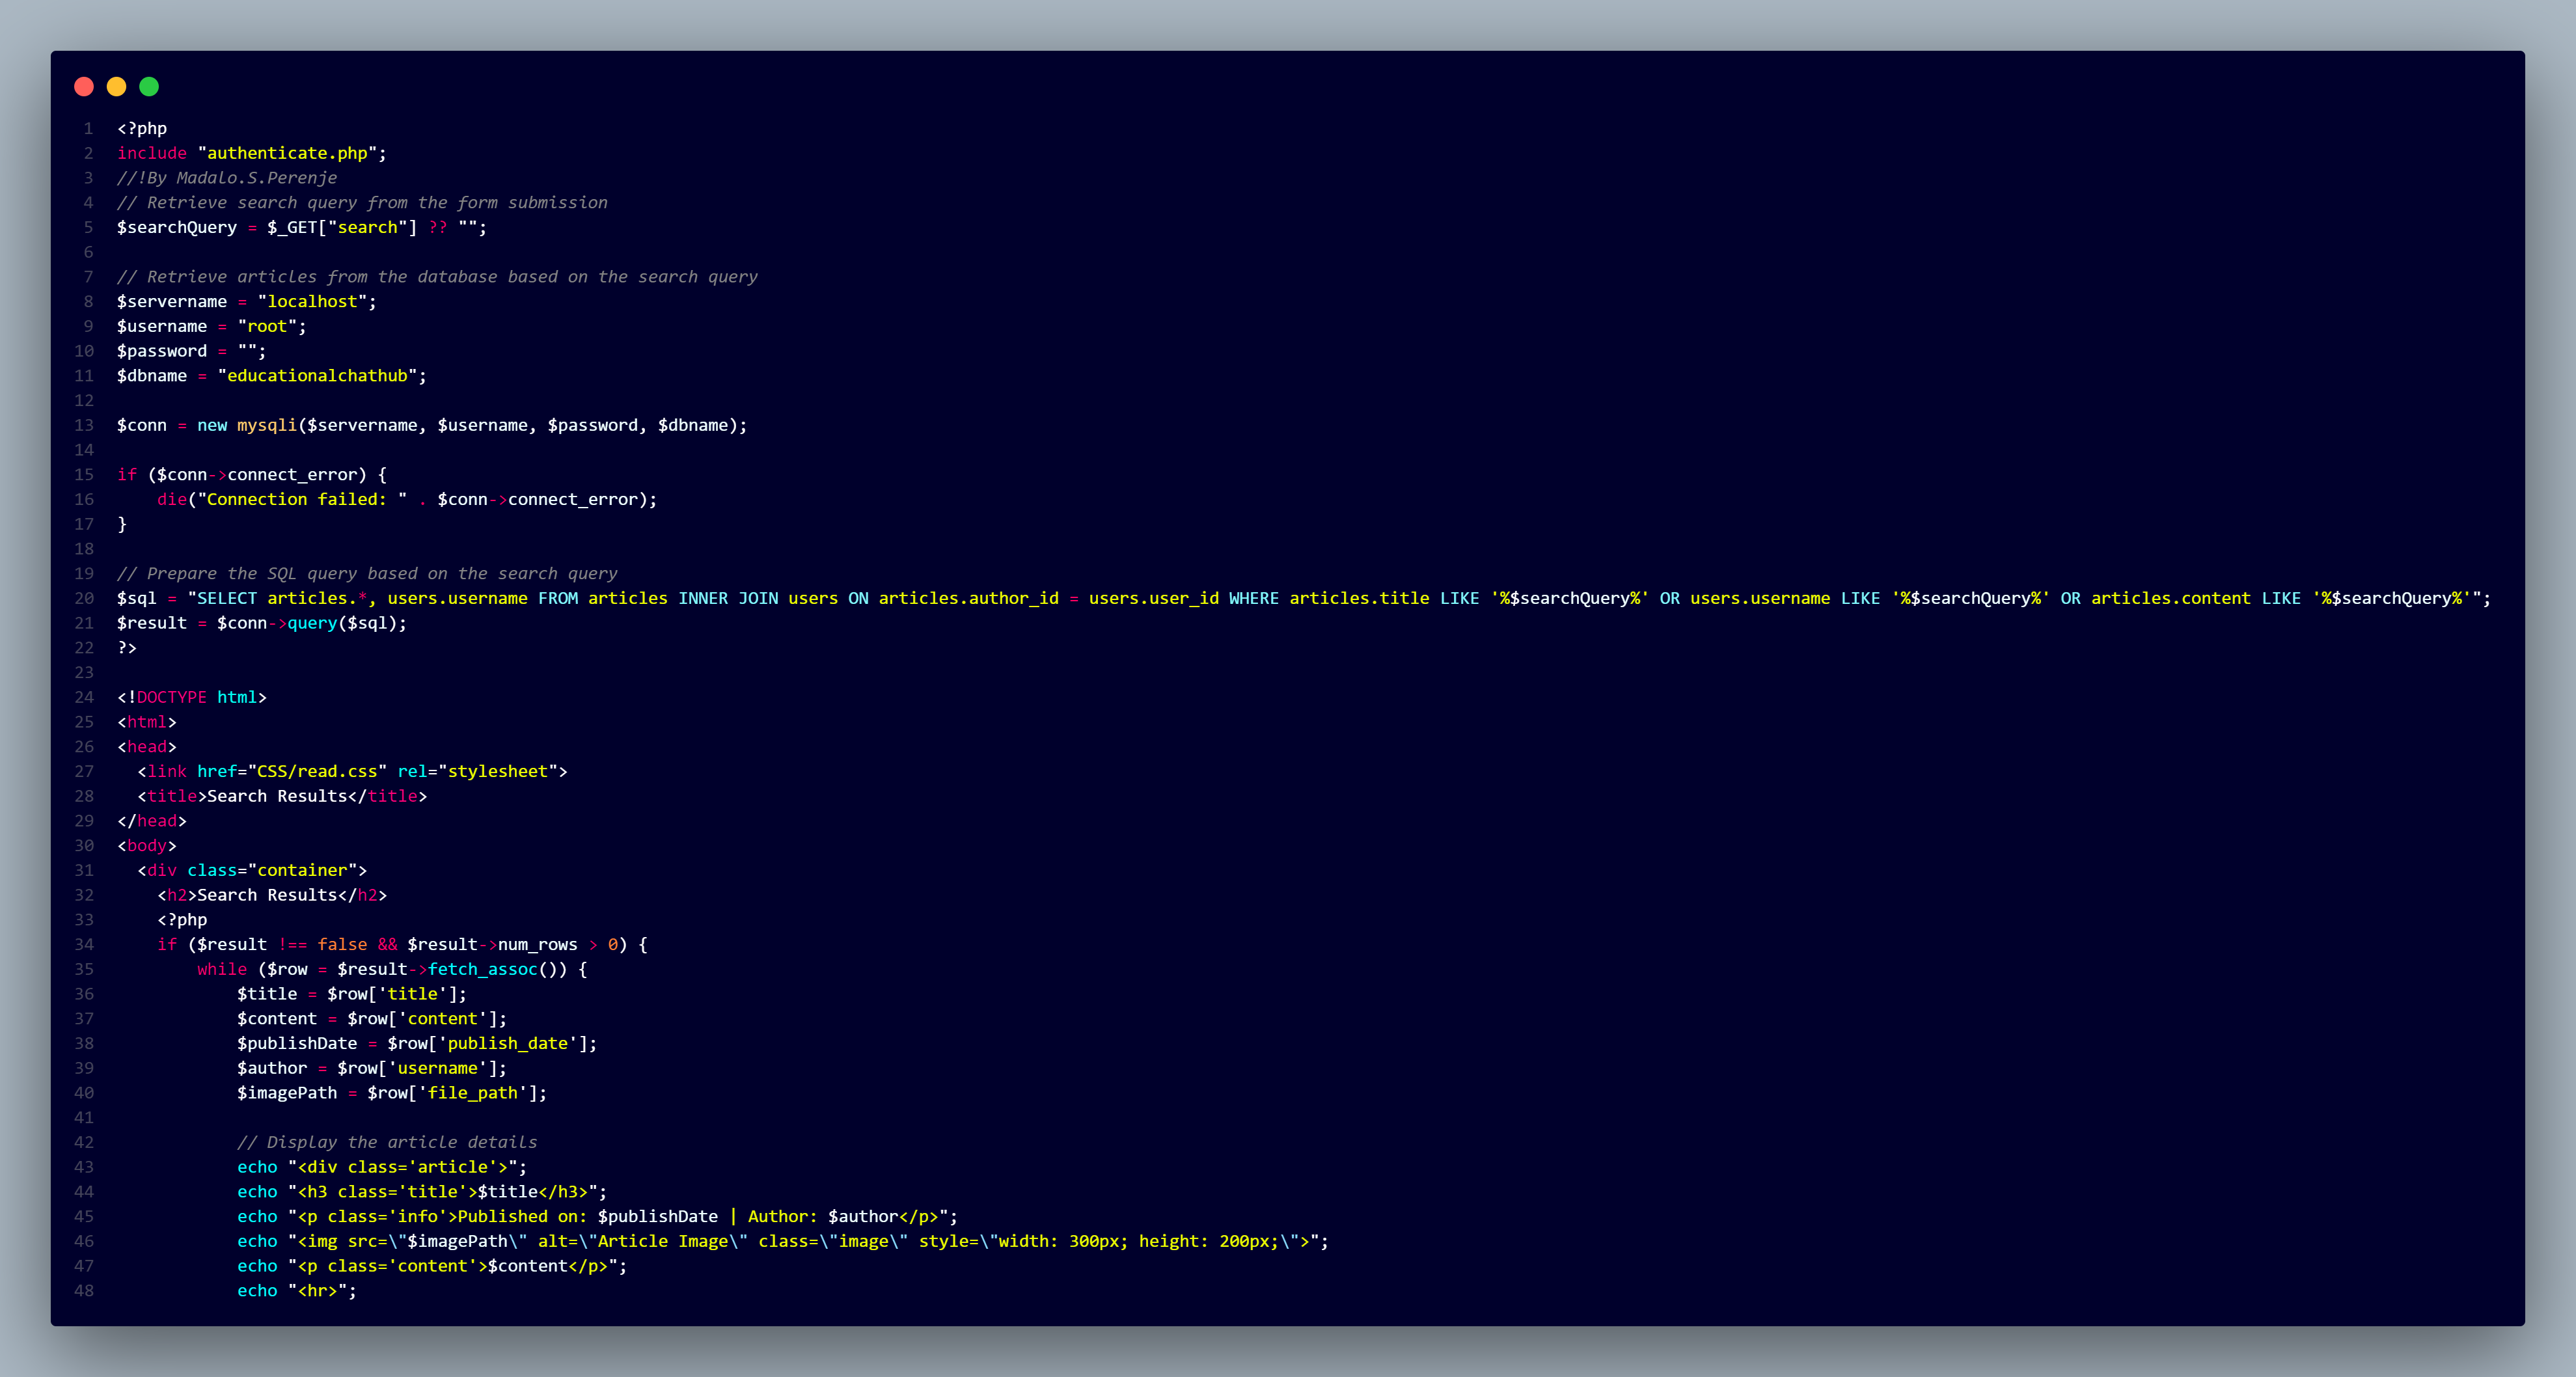 1 <?php
2 include "authenticate.php";
3 //!By Madalo.S.Perenje
4 // Retrieve search query from the form submission
5 $searchQuery = $_GET["search"] ?? "";
6
7 // Retrieve articles from the database based on the search query
8 $servername = "localhost";
9 $username = "root";
10 $password = "";
11 $dbname = "educationalchathub";
12
13 $conn = new mysqli($servername, $username, $password, $dbname);
14
15 if ($conn->connect_error) {
16     die("Connection failed: " . $conn->connect_error);
17 }
18
19 // Prepare the SQL query based on the search query
20 $sql = "SELECT articles.*, users.username FROM articles INNER JOIN users ON articles.author_id = users.user_id WHERE articles.title LIKE '%$searchQuery%' OR users.username LIKE '%$searchQuery%' OR articles.content LIKE '%$searchQuery%'";
21 $result = $conn->query($sql);
22 ?>
23
24 <!DOCTYPE html>
25 <html>
26 <head>
27   <link href="CSS/read.css" rel="stylesheet">
28   <title>Search Results</title>
29 </head>
30 <body>
31   <div class="container">
32     <h2>Search Results</h2>
33     <?php
34     if ($result !== false && $result->num_rows > 0) {
35         while ($row = $result->fetch_assoc()) {
36             $title = $row['title'];
37             $content = $row['content'];
38             $publishDate = $row['publish_date'];
39             $author = $row['username'];
40             $imagePath = $row['file_path'];
41
42             // Display the article details
43             echo "<div class='article'>";
44             echo "<h3 class='title'>$title</h3>";
45             echo "<p class='info'>Published on: $publishDate | Author: $author</p>";
46             echo "<img src=\"$imagePath\" alt=\"Article Image\" class=\"image\" style=\"width: 300px; height: 200px;\">";
47             echo "<p class='content'>$content</p>";
48             echo "<hr>";